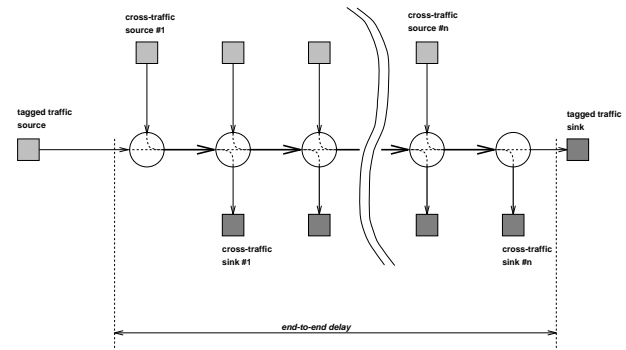 cross-traffic
source #1
cross-traffic
source #n
tagged traffic
source
tagged traffic
sink
cross-traffic
sink #1
cross-traffic
sink #n
end-to-end delay